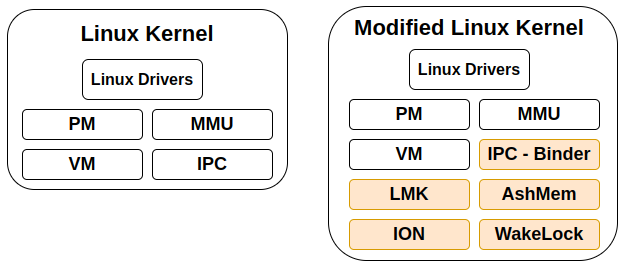 Linux Kernel
Linux Drivers
PM
MMU
VM
IPC
Modified Linux Kernel
Linux Drivers
PM
MMU
VM
IPC - Binder
LMK
AshMem
ION
WakeLock